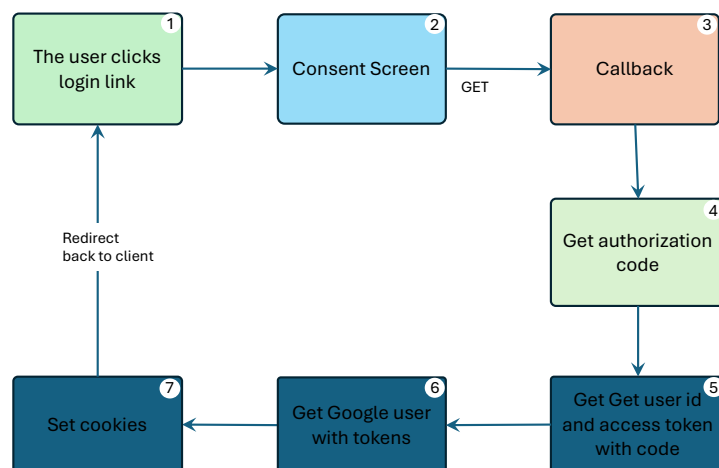 1
The user clicks
login link
2
Consent Screen
GET
3
Callback
4
Get authorization
code
5
Get Get user id
and access token
with code
6
Get Google user
with tokens
7
Set cookies
Redirect
back to client